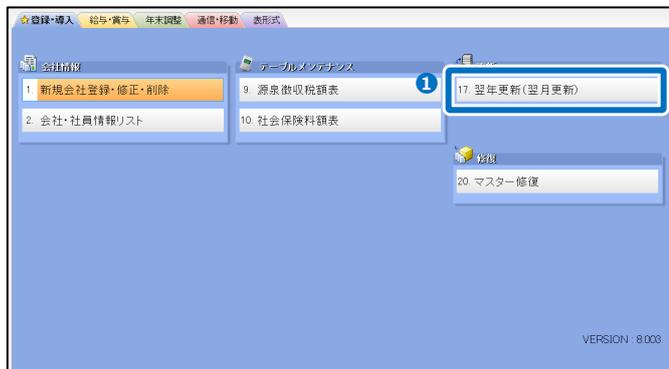 ☆登録・導入 給与・賞与 年末調整 通信・移動 表形式
会社情報
1. 新規会社登録・修正・削除
2. 会社・社員情報リスト
テーブルメンテナンス
9. 源泉徴収税額表
10. 社会保険料額表
1
17. 翌年更新(翌月更新)
修復
20. マスター修復
VERSION : 8.003